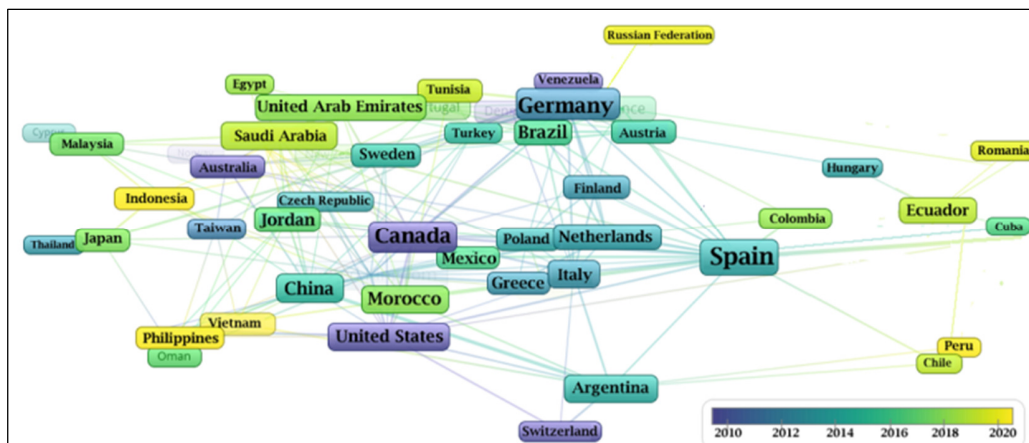 Russian Federation
Venezuela
Egypt
Tunisia
United Arab Emirates
Germany
Saudi Arabia
Turkey
Brazil
Austria
Cyprus
Malaysia
Sweden
Romania
Australia
Hungary
Indonesia
Czech Republic
Finland
Jordan
Colombia
Ecuador
Taiwan
Cuba
Thailand
Japan
Canada
Poland
Netherlands
Mexico
Spain
China
Greece
Italy
Morocco
Vietnam
Philippines
United States
Oman
Peru
Chile
Argentina
Switzerland
2010 2012 2014 2016 2018 2020